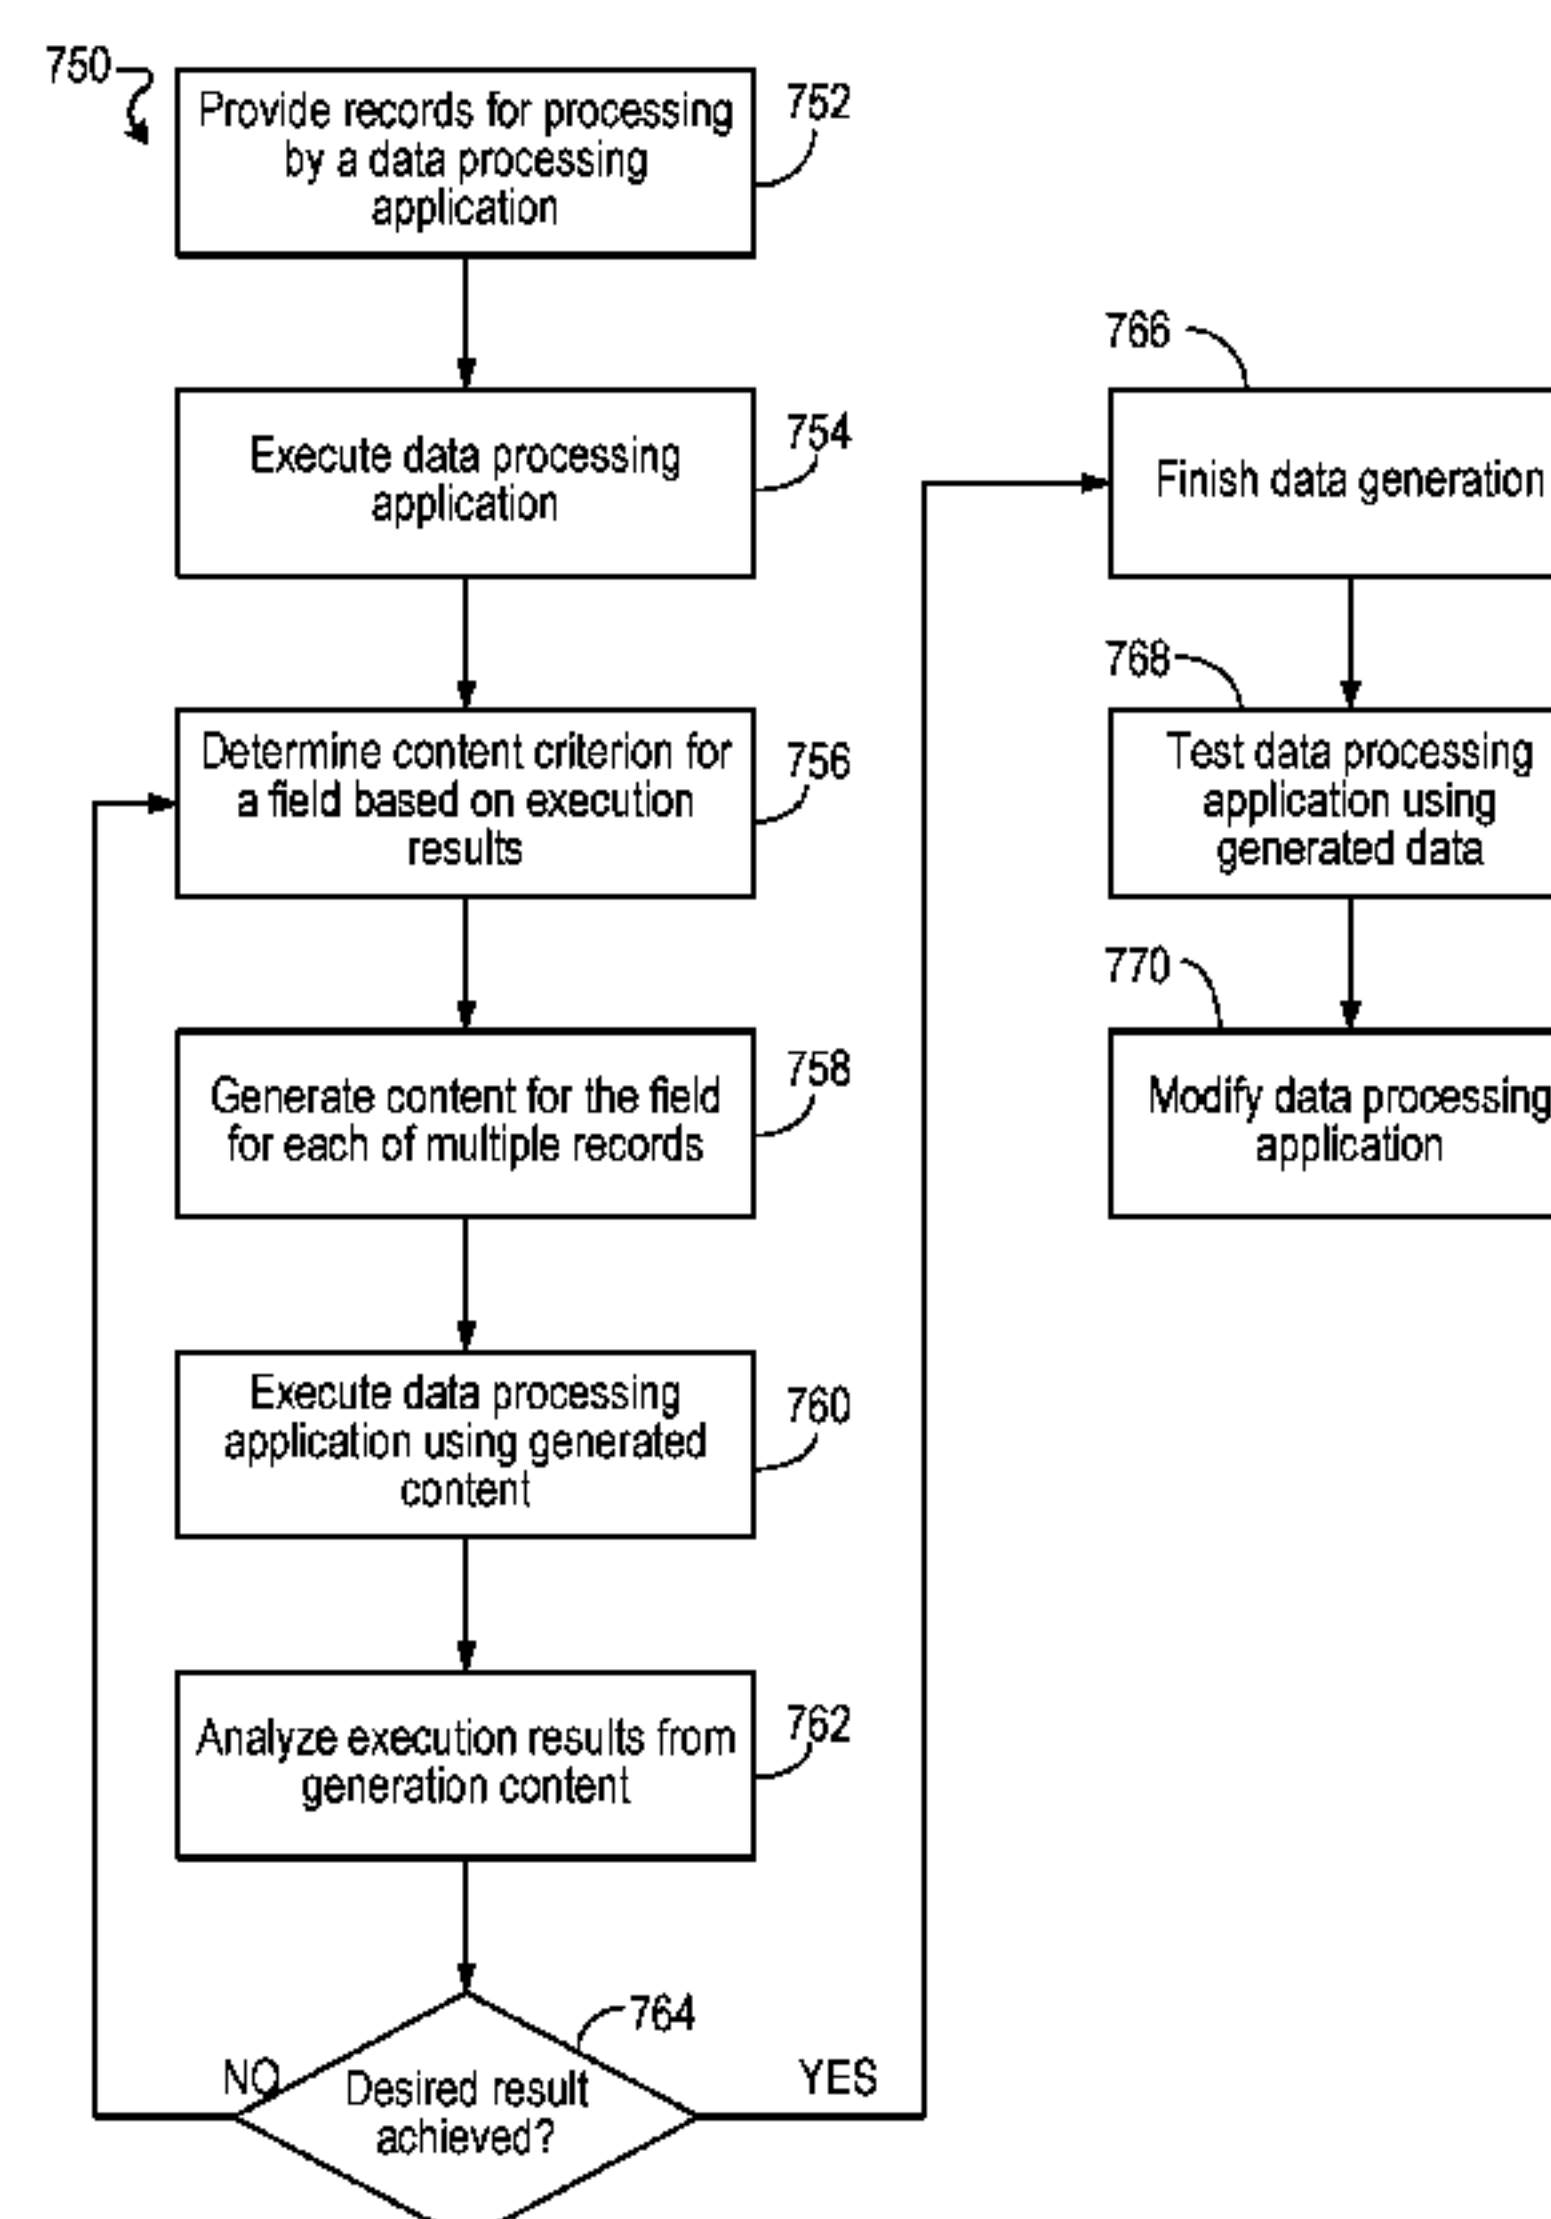 750
Provide records for processing
by a data processing
application
752
Execute data processing
application
754
Determine content criterion for
a field based on execution
results
756
Generate content for the field
for each of multiple records
758
Execute data processing
application using generated
content
760
Analyze execution results from
generation content
762
764
NO
Desired result
achieved?
YES
766
Finish data generation
768
Test data processing
application using
generated data
770
Modify data processing
application